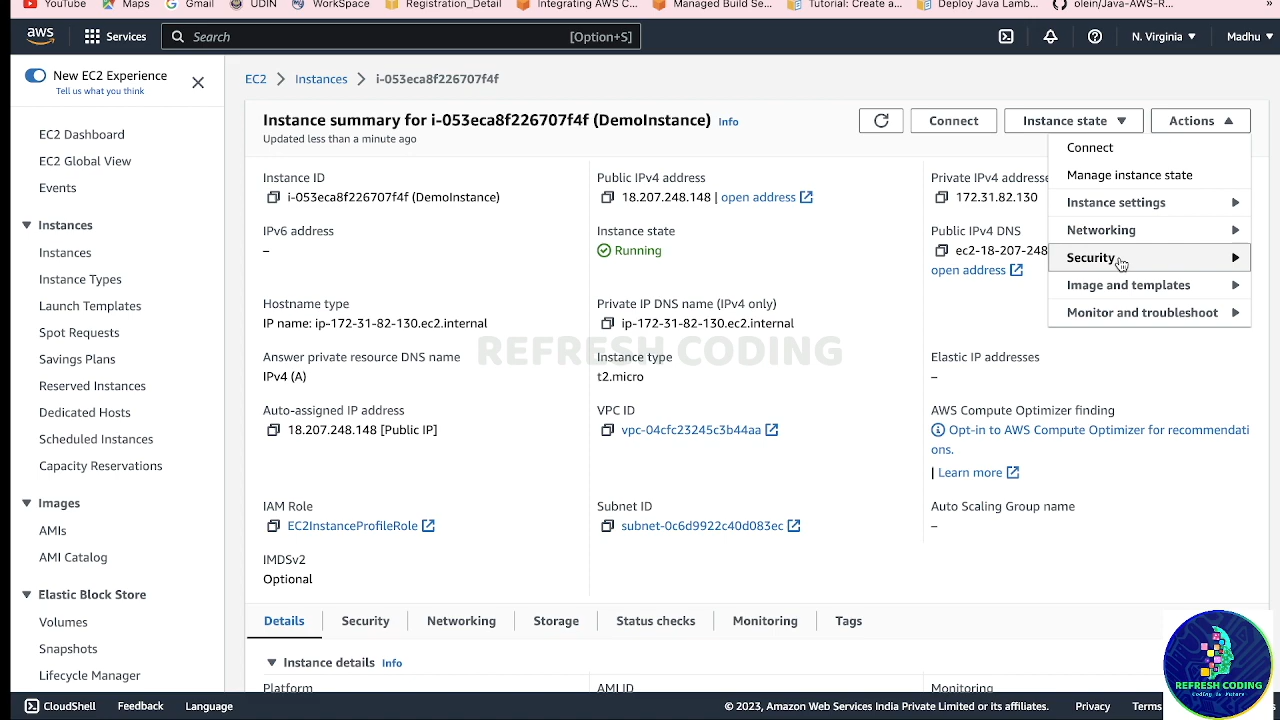 YouTube
Maps
Gmail
UDIN
WorkSpace
Registration_Detail
Integrating AWS C...
Managed Build Se...
Tutorial: Create a...
Deploy Java Lamb...
olein/Java-AWS-R...
aws
Services
Search
[Option+S]
N. Virginia
Madhu
New EC2 Experience
Tell us what you think
EC2 Dashboard
EC2 Global View
Events
Instances
Instances
Instance Types
Launch Templates
Spot Requests
Savings Plans
Reserved Instances
Dedicated Hosts
Scheduled Instances
Capacity Reservations
Images
AMIs
AMI Catalog
Elastic Block Store
Volumes
Snapshots
Lifecycle Manager
EC2
Instances
i-053eca8f226707f4f
Instance summary for i-053eca8f226707f4f (DemoInstance) Info
Updated less than a minute ago
Connect
Instance state
Actions
Connect
Manage instance state
Instance settings
Networking
Security
Image and templates
Monitor and troubleshoot
Instance ID
i-053eca8f226707f4f (DemoInstance)
Public IPv4 address
18.207.248.148 | open address
Private IPv4 addresse
172.31.82.130
IPv6 address
–
Instance state
Running
Public IPv4 DNS
ec2-18-207-248
open address
Hostname type
IP name: ip-172-31-82-130.ec2.internal
Private IP DNS name (IPv4 only)
ip-172-31-82-130.ec2.internal
REFRESH CODING
Answer private resource DNS name
IPv4 (A)
Instance type
t2.micro
Elastic IP addresses
–
Auto-assigned IP address
18.207.248.148 [Public IP]
VPC ID
vpc-04cfc23245c3b44aa
AWS Compute Optimizer finding
Opt-in to AWS Compute Optimizer for recommendati
ons.
| Learn more
IAM Role
EC2InstanceProfileRole
Subnet ID
subnet-0c6d9922c40d083ec
Auto Scaling Group name
–
IMDSv2
Optional
Details
Security
Networking
Storage
Status checks
Monitoring
Tags
Instance details Info
Platform
AMI ID
Monitoring
REFRESH CODING
Coding is Future
CloudShell
Feedback
Language
© 2023, Amazon Web Services India Private Limited or its affiliates.
Privacy
Terms